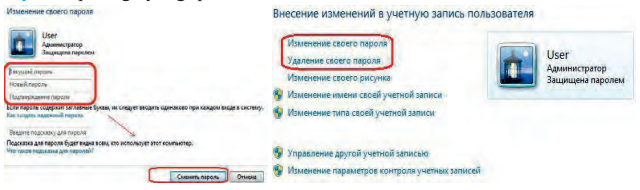 Изменение своего пароля
User
Администратор
Защищена паролем
Текущий пароль
Новый пароль
Подтверждение пароля
Если пароль содержит заглавные буквы, их следует вводить одинаково при каждом входе в систему.
Как создать надежный пароль
Введите подсказку для пароля
Подсказка для пароля будет видна всем, кто использует этот компьютер.
Что такое подсказка для паролей?
Сменить пароль
Отмена
Внесение изменений в учетную запись пользователя
Изменение своего пароля
Удаление своего пароля
Изменение своего рисунка
Изменение имени своей учетной записи
Изменение типа своей учетной записи
User
Администратор
Защищена паролем
Управление другой учетной записью
Изменение параметров контроля учетных записей